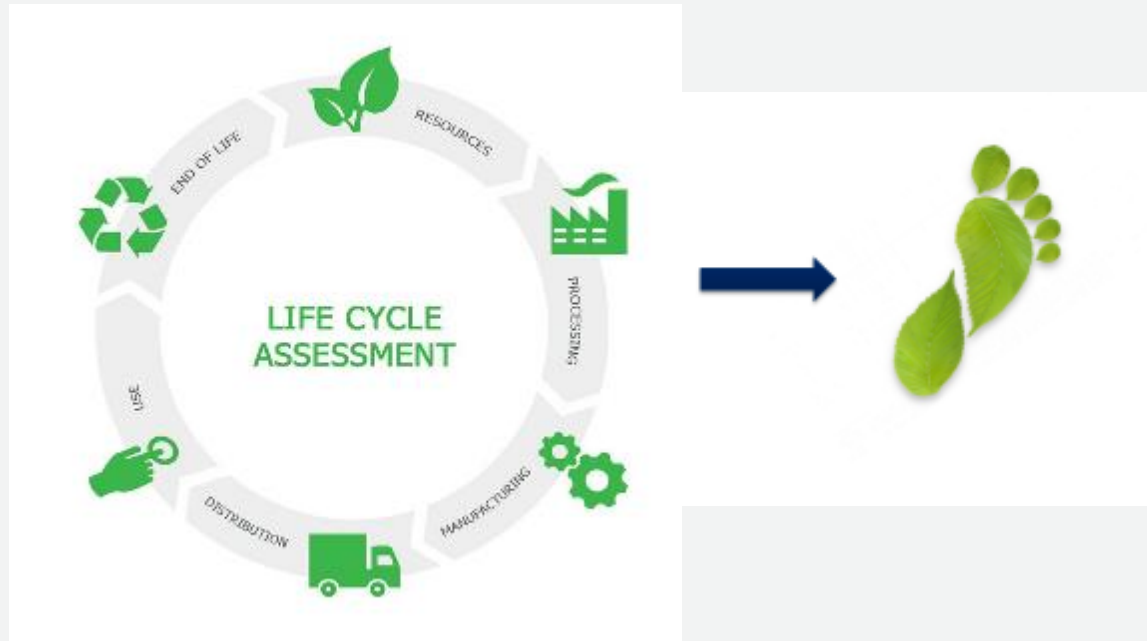 LIFE CYCLE
ASSESSMENT
RESOURCES
PROCESSING
MANUFACTURING
DISTRIBUTION
USE
END OF LIFE